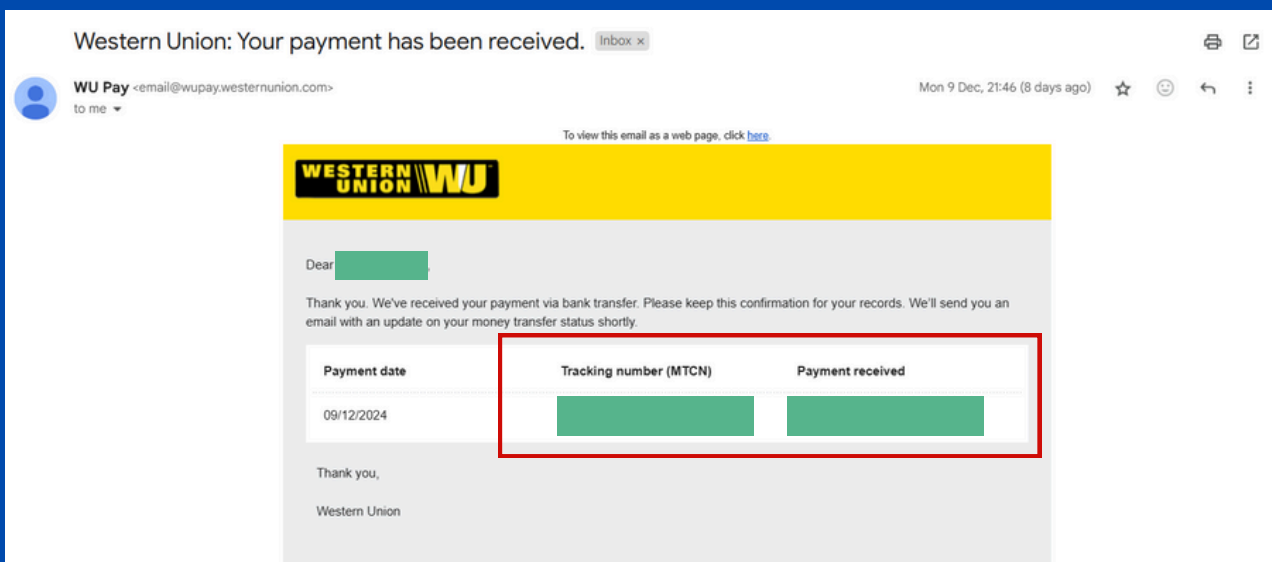 Western Union: Your payment has been received. Inbox ×
WU Pay <email@wupay.westernunion.com> Mon 9 Dec, 21:46 (8 days ago)
to me
To view this email as a web page, click here.
WESTERN UNION WU
Dear ,
Thank you. We've received your payment via bank transfer. Please keep this confirmation for your records. We'll send you an
email with an update on your money transfer status shortly.
Payment date Tracking number (MTCN) Payment received
09/12/2024
Thank you,
Western Union